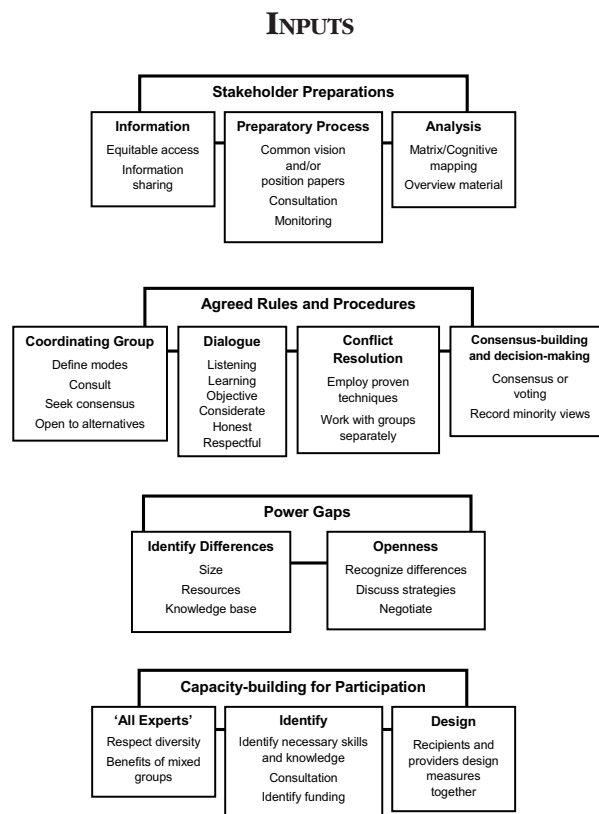 INPUTS
Stakeholder Preparations
Information
Equitable access
Information
sharing
Preparatory Process
Common vision
and/or
position papers
Consultation
Monitoring
Analysis
Matrix/Cognitive
mapping
Overview material
Agreed Rules and Procedures
Coordinating Group
Define modes
Consult
Seek consensus
Open to alternatives
Dialogue
Listening
Learning
Objective
Considerate
Honest
Respectful
Conflict
Resolution
Employ proven
techniques
Work with groups
separately
Consensus-building
and decision-making
Consensus or
voting
Record minority views
Power Gaps
Identify Differences
Size
Resources
Knowledge base
Openness
Recognize differences
Discuss strategies
Negotiate
Capacity-building for Participation
‘All Experts’
Respect diversity
Benefits of mixed
groups
Identify
Identify necessary skills
and knowledge
Consultation
Identify funding
Design
Recipients and
providers design
measures
together